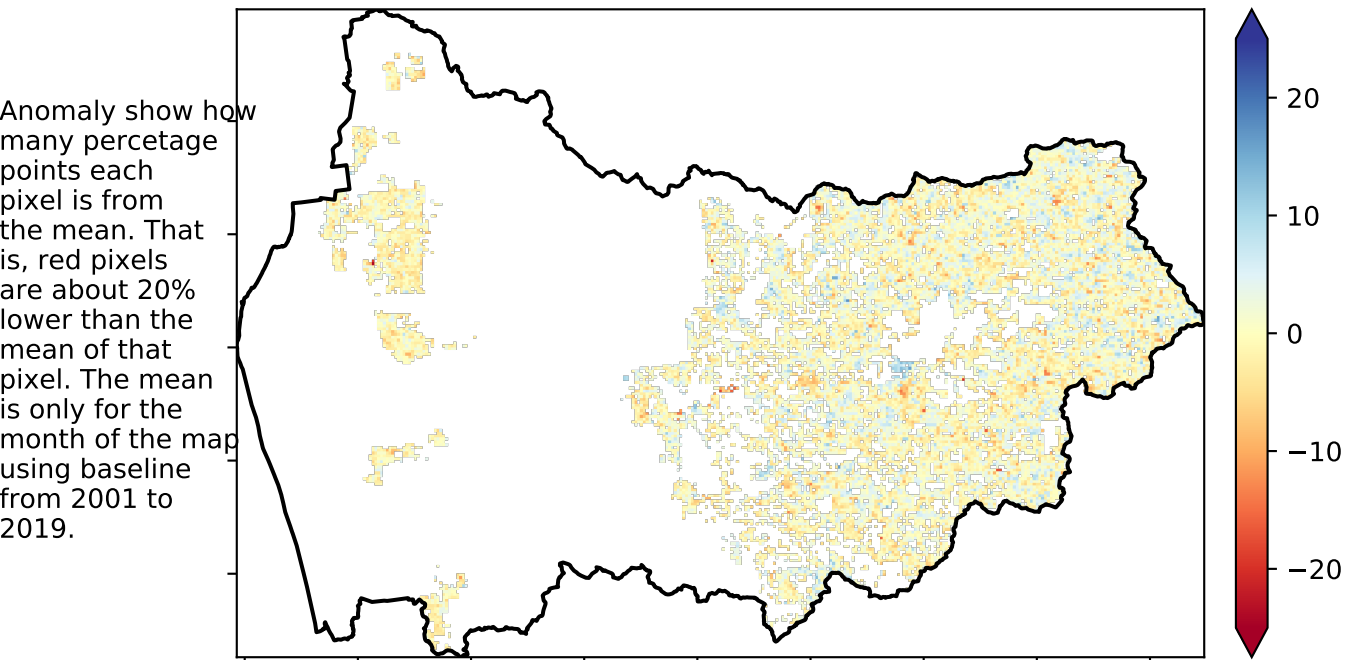 Anomaly show how
many percetage
points each
pixel is from
the mean. That
is, red pixels
are about 20%
lower than the
mean of that
pixel. The mean
is only for the
month of the map
using baseline
from 2001 to
2019.
20
10
0
−10
−20